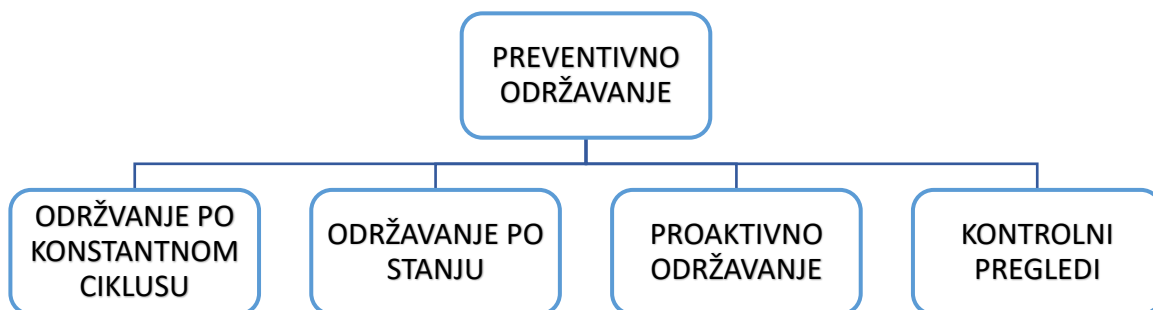 PREVENTIVNO
ODRŽAVANJE
ODRŽVANJE PO
KONSTANTNOM
CIKLUSU
ODRŽAVANJE PO
STANJU
PROAKTIVNO
ODRŽAVANJE
KONTROLNI
PREGLEDI